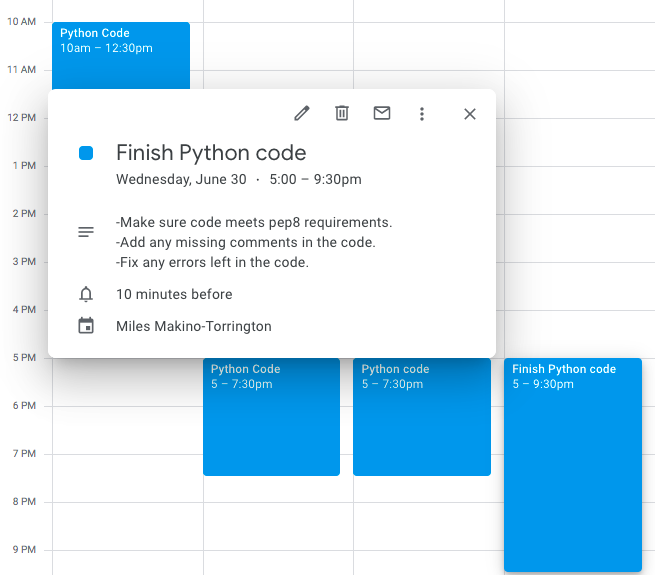 10 AM
Python Code
10am – 12:30pm
11 AM
12 PM
1 PM
2 PM
3 PM
4 PM
Finish Python code
Wednesday, June 30 · 5:00 – 9:30pm
-Make sure code meets pep8 requirements.
-Add any missing comments in the code.
-Fix any errors left in the code.
10 minutes before
Miles Makino-Torrington
5 PM
Python Code
5 – 7:30pm
Python code
5 – 7:30pm
Finish Python code
5 – 9:30pm
6 PM
7 PM
8 PM
9 PM